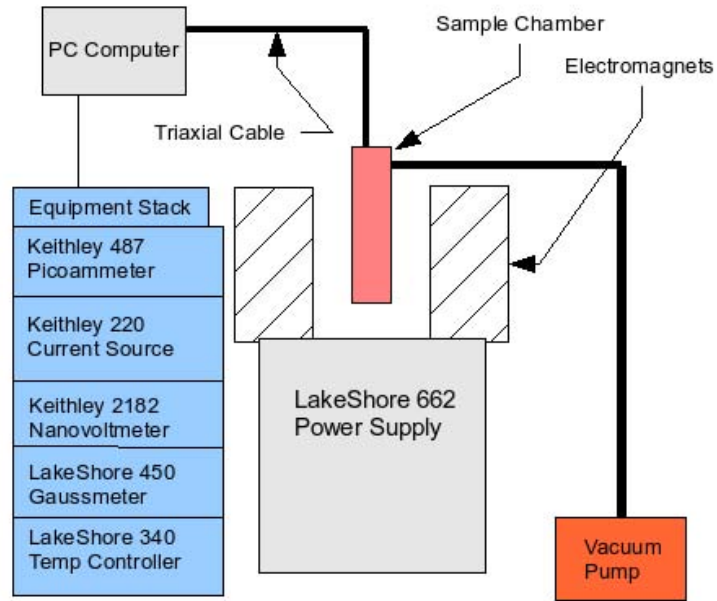 PC Computer
Sample Chamber
Electromagnets
Triaxial Cable
Equipment Stack
Keithley 487
Picoammeter
Keithley 220
Current Source
Keithley 2182
Nanovoltmeter
LakeShore 450
Gaussmeter
LakeShore 340
Temp Controller
LakeShore 662
Power Supply
Vacuum
Pump